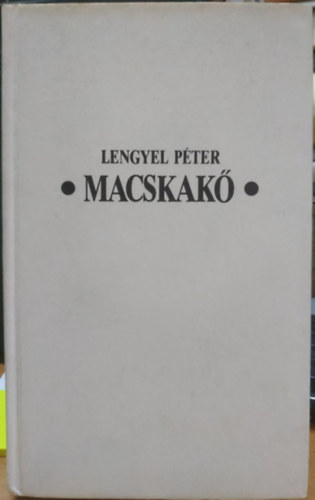 LENGYEL PÉTER
• MACSKAKŐ •